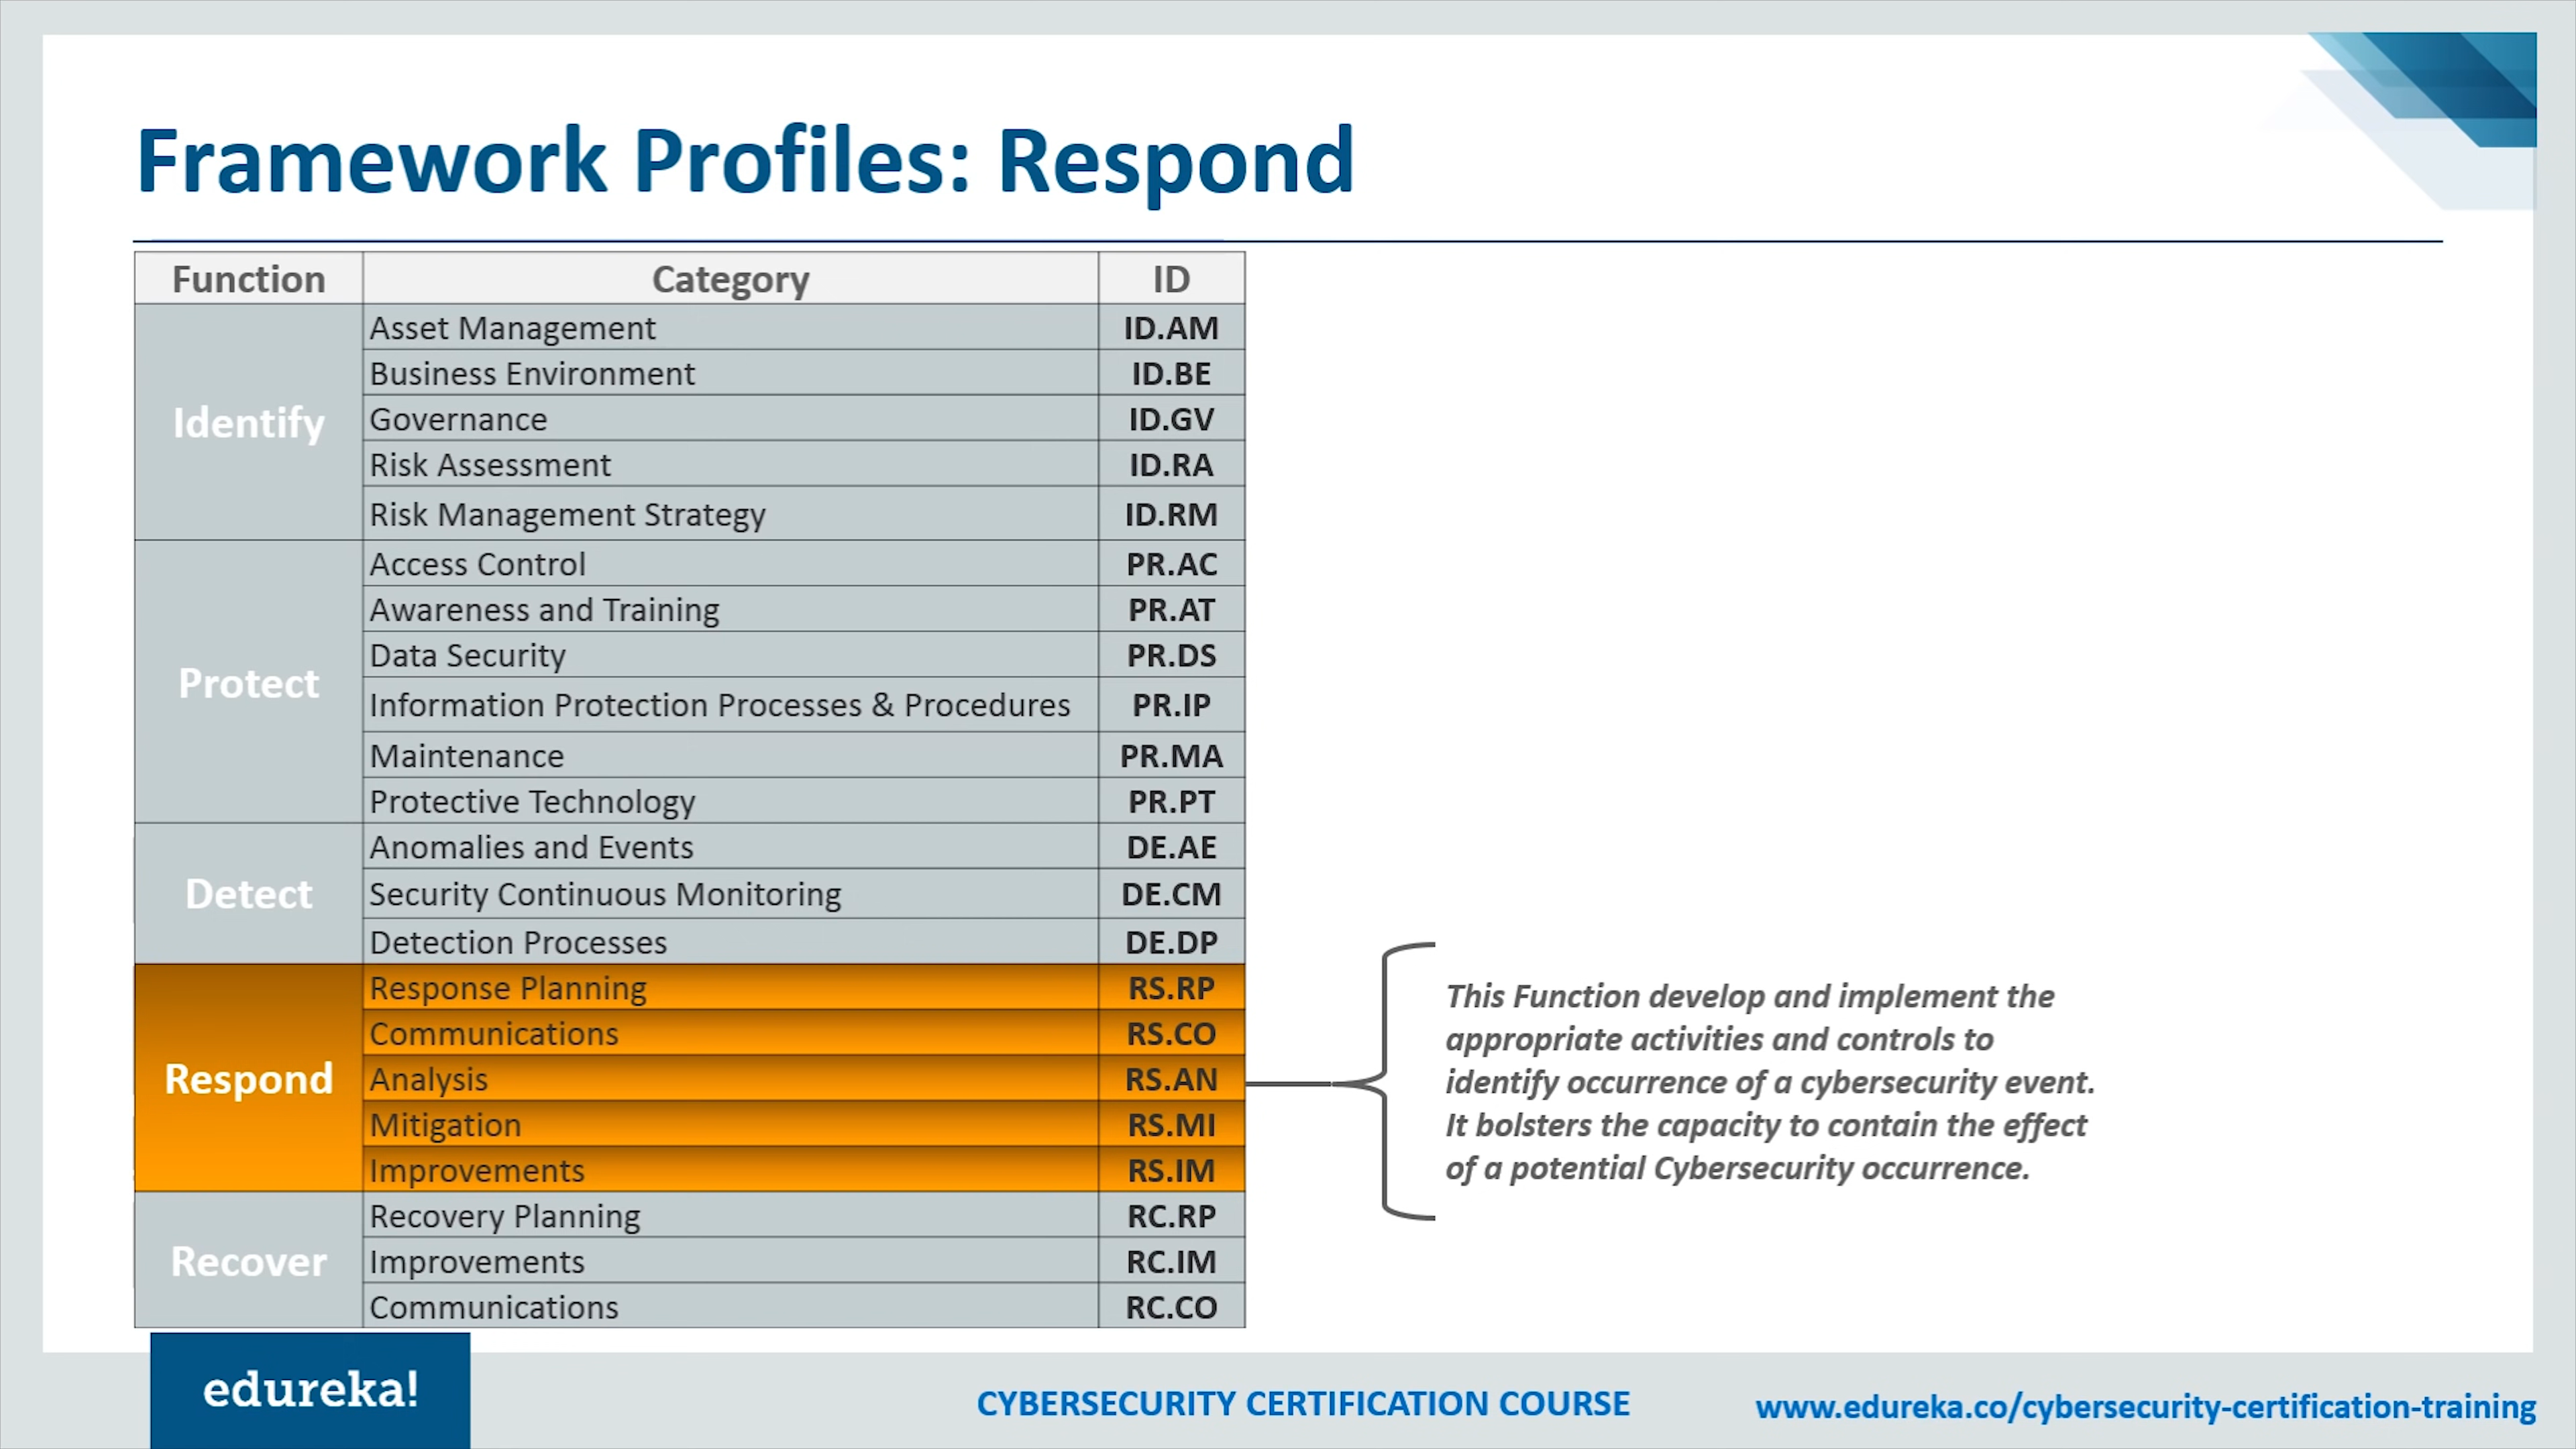 Framework Profiles: Respond
Function Category ID
Identify
Asset Management ID.AM
Business Environment ID.BE
Governance ID.GV
Risk Assessment ID.RA
Risk Management Strategy ID.RM
Protect
Access Control PR.AC
Awareness and Training PR.AT
Data Security PR.DS
Information Protection Processes & Procedures PR.IP
Maintenance PR.MA
Protective Technology PR.PT
Detect
Anomalies and Events DE.AE
Security Continuous Monitoring DE.CM
Detection Processes DE.DP
Respond
Response Planning RS.RP
Communications RS.CO
Analysis RS.AN
Mitigation RS.MI
Improvements RS.IM
Recover
Recovery Planning RC.RP
Improvements RC.IM
Communications RC.CO
This Function develop and implement the
appropriate activities and controls to
identify occurrence of a cybersecurity event.
It bolsters the capacity to contain the effect
of a potential Cybersecurity occurrence.
edureka!
CYBERSECURITY CERTIFICATION COURSE
www.edureka.co/cybersecurity-certification-training